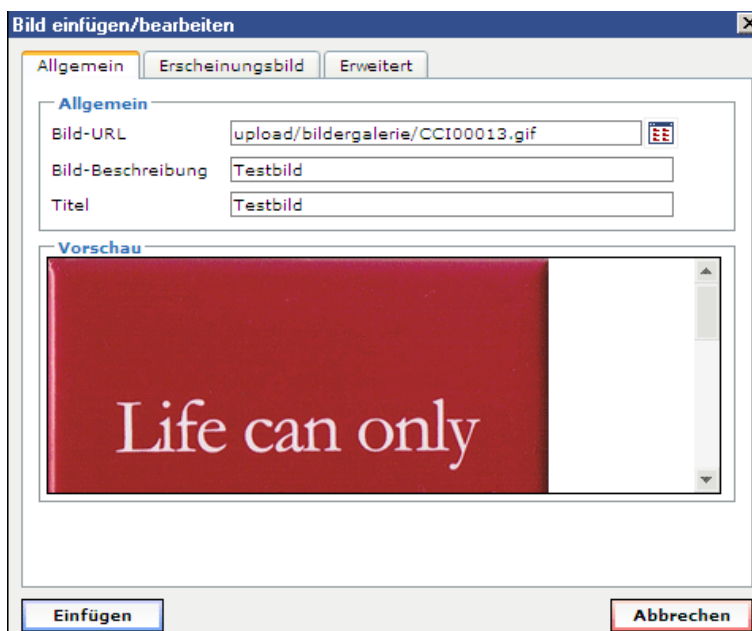 Bild einfügen/bearbeiten
Allgemein Erscheinungsbild Erweitert
Allgemein
Bild-URL upload/bildergalerie/CCI00013.gif
Bild-Beschreibung Testbild
Titel Testbild
Vorschau
Life can only
Einfügen Abbrechen